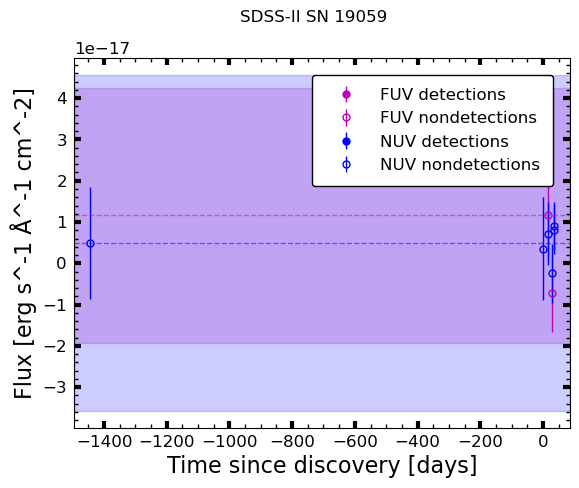 SDSS-II SN 19059
1e−17
FUV detections
FUV nondetections
NUV detections
NUV nondetections
4
3
2
1
0
−1
−2
−3
Flux [erg s^-1 Å^-1 cm^-2]
−1400 −1200 −1000 −800 −600 −400 −200 0
Time since discovery [days]